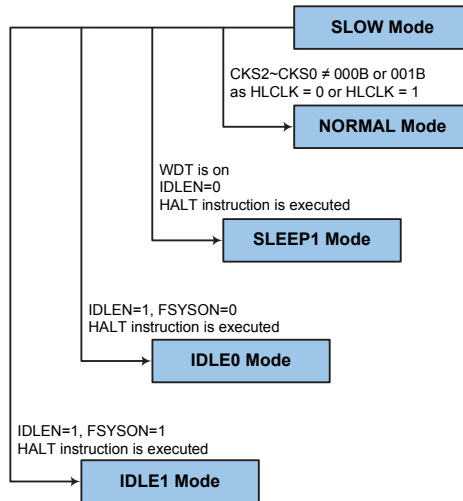 SLOW Mode
CKS2~CKS0 ≠ 000B or 001B
as HLCLK = 0 or HLCLK = 1
NORMAL Mode
WDT is on
IDLEN=0
HALT instruction is executed
SLEEP1 Mode
IDLEN=1, FSYSON=0
HALT instruction is executed
IDLE0 Mode
IDLEN=1, FSYSON=1
HALT instruction is executed
IDLE1 Mode